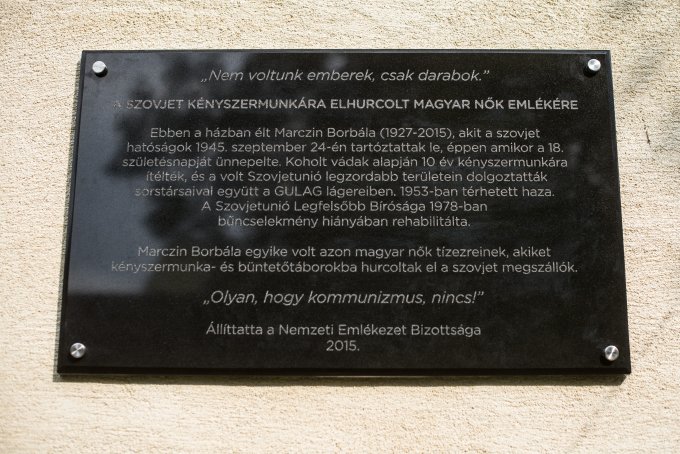 „Nem voltunk emberek, csak darabok.”
A SZOVJET KÉNYSZERMUNKÁRA ELHURCOLT MAGYAR NŐK EMLÉKÉRE
Ebben a házban élt Marczin Borbála (1927-2015), akit a szovjet
hatóságok 1945. szeptember 24-én tartóztattak le, éppen amikor a 18.
születésnapját ünnepelte. Koholt vádak alapján 10 év kényszermunkára
ítélték, és a volt Szovjetunió legzordabb területein dolgoztatták
sorstársaival együtt a GULAG lágereiben. 1953-ban térhetett haza.
A Szovjetunió Legfelsőbb Bírósága 1978-ban
bűncselekmény hiányában rehabilitálta.
Marczin Borbála egyike volt azon magyar nők tízezreinek, akiket
kényszermunka- és büntetőtáborokba hurcoltak el a szovjet megszállók.
„Olyan, hogy kommunizmus, nincs!”
Állíttatta a Nemzeti Emlékezet Bizottsága
2015.